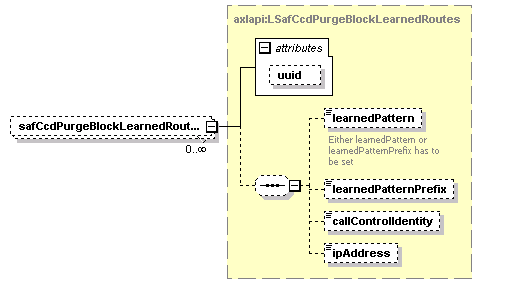 axlapi:LSafCcdPurgeBlockLearnedRoutes
attributes
uuid
safCcdPurgeBlockLearnedRout...
0..∞
learnedPattern
Either learnedPattern or
learnedPatternPrefix has to
be set
learnedPatternPrefix
callControlIdentity
ipAddress